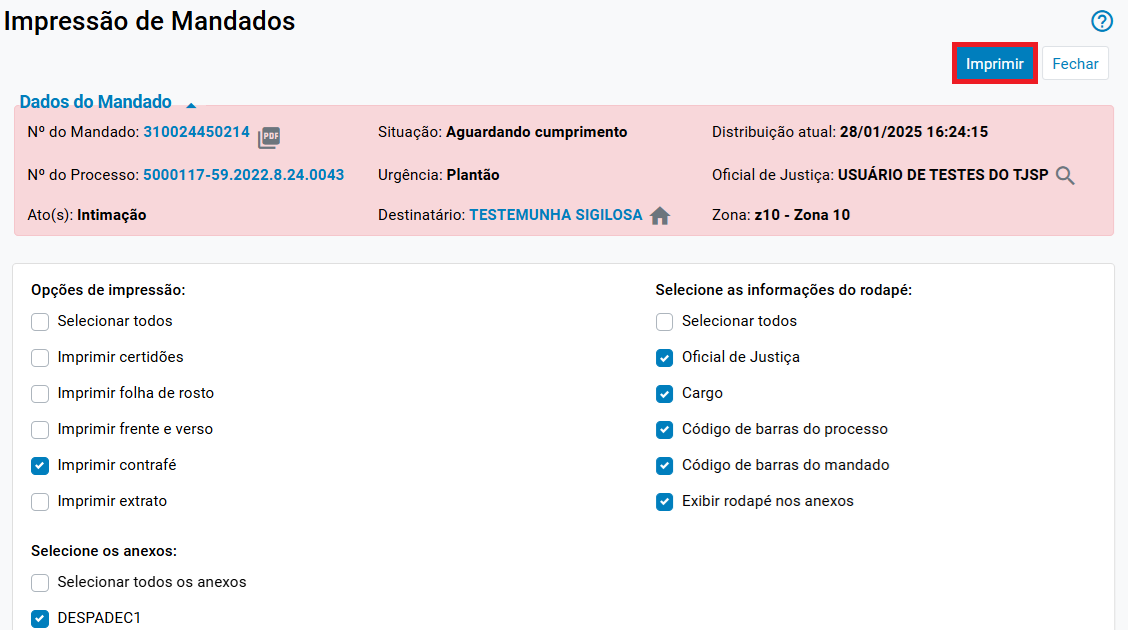 Impressão de Mandados
Imprimir Fechar
Dados do Mandado
Nº do Mandado: 310024450214 PDF Situação: Aguardando cumprimento Distribuição atual: 28/01/2025 16:24:15
Nº do Processo: 5000117-59.2022.8.24.0043 Urgência: Plantão Oficial de Justiça: USUÁRIO DE TESTES DO TJSP
Ato(s): Intimação Destinatário: TESTEMUNHA SIGILOSA Zona: z10 - Zona 10
Opções de impressão:
Selecionar todos
Imprimir certidões
Imprimir folha de rosto
Imprimir frente e verso
Imprimir contrafé
Imprimir extrato
Selecione as informações do rodapé:
Selecionar todos
Oficial de Justiça
Cargo
Código de barras do processo
Código de barras do mandado
Exibir rodapé nos anexos
Selecione os anexos:
Selecionar todos os anexos
DESPADEC1